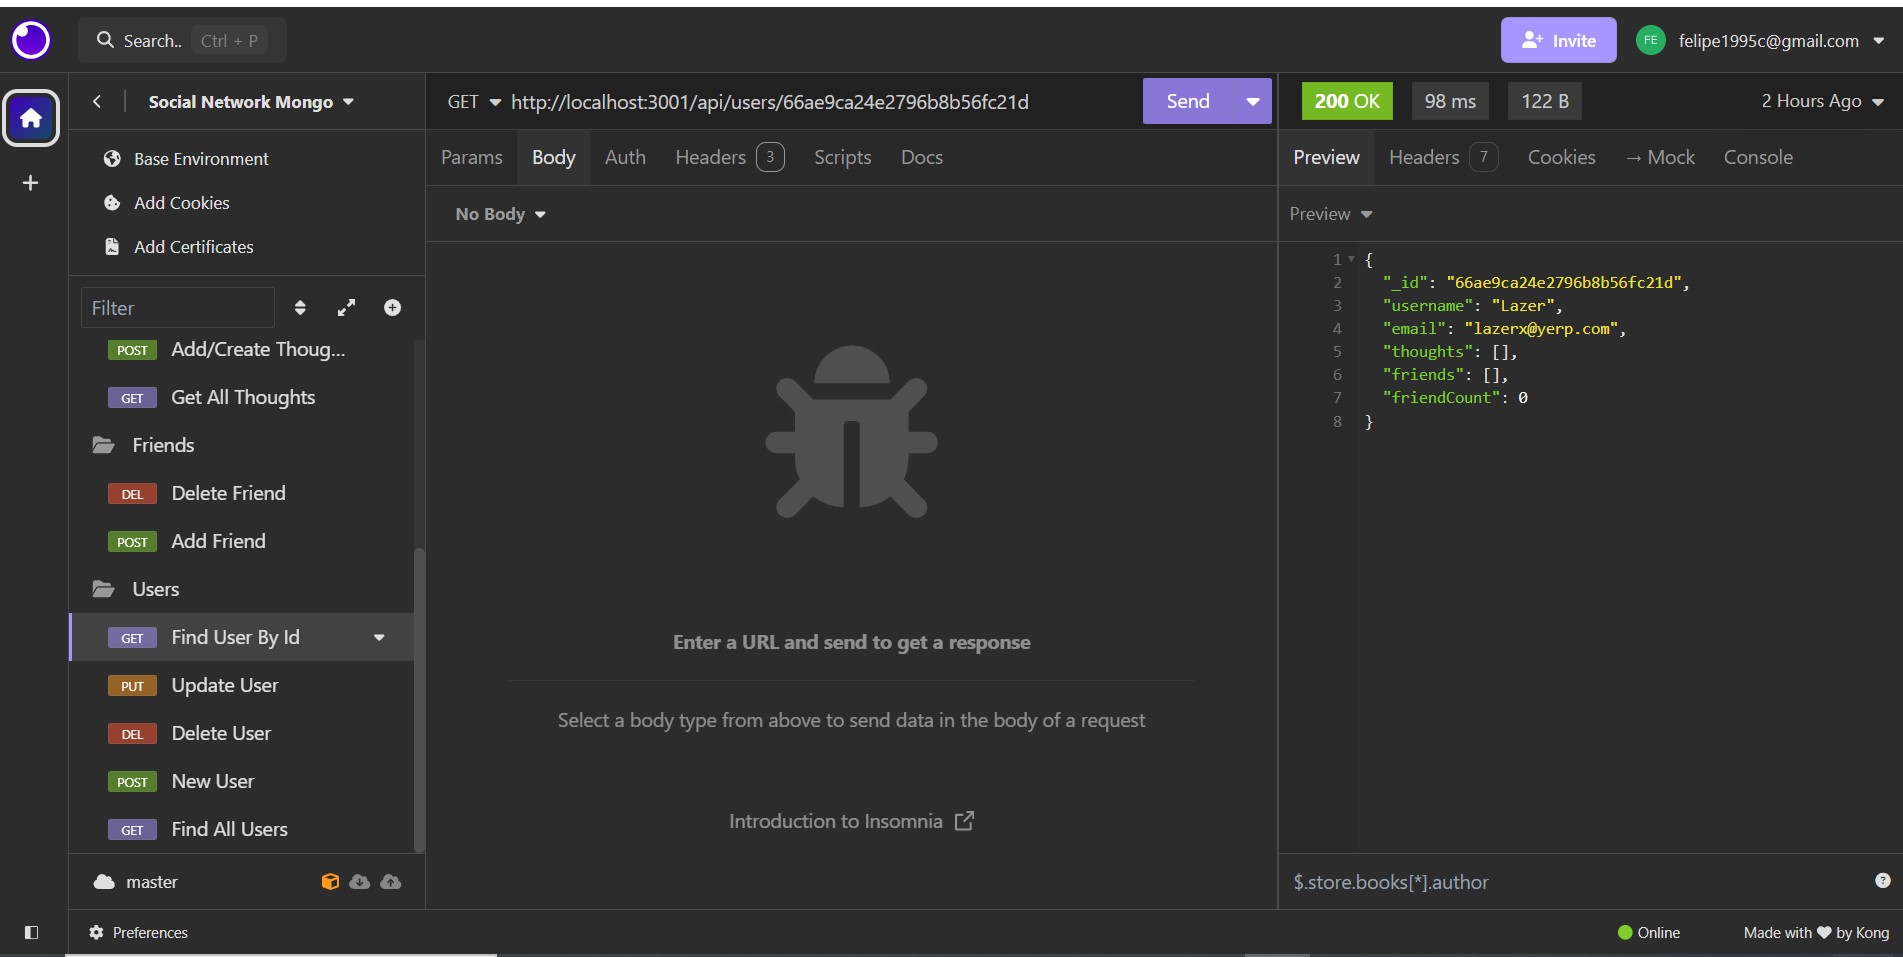 Search.. Ctrl + P
Invite
FE felipe1995c@gmail.com
Social Network Mongo
Base Environment
Add Cookies
Add Certificates
Filter
POST Add/Create Thoug...
GET Get All Thoughts
Friends
DEL Delete Friend
POST Add Friend
Users
GET Find User By Id
PUT Update User
DEL Delete User
POST New User
GET Find All Users
master
GET http://localhost:3001/api/users/66ae9ca24e2796b8b56fc21d Send
Params Body Auth Headers 3 Scripts Docs
No Body
Enter a URL and send to get a response
Select a body type from above to send data in the body of a request
Introduction to Insomnia
200 OK 98 ms 122 B 2 Hours Ago
Preview Headers 7 Cookies → Mock Console
Preview
1 {
2 "_id": "66ae9ca24e2796b8b56fc21d",
3 "username": "Lazer",
4 "email": "lazerx@yerp.com",
5 "thoughts": [],
6 "friends": [],
7 "friendCount": 0
8 }
$.store.books[*].author ?
Preferences
Online
Made with ♥ by Kong